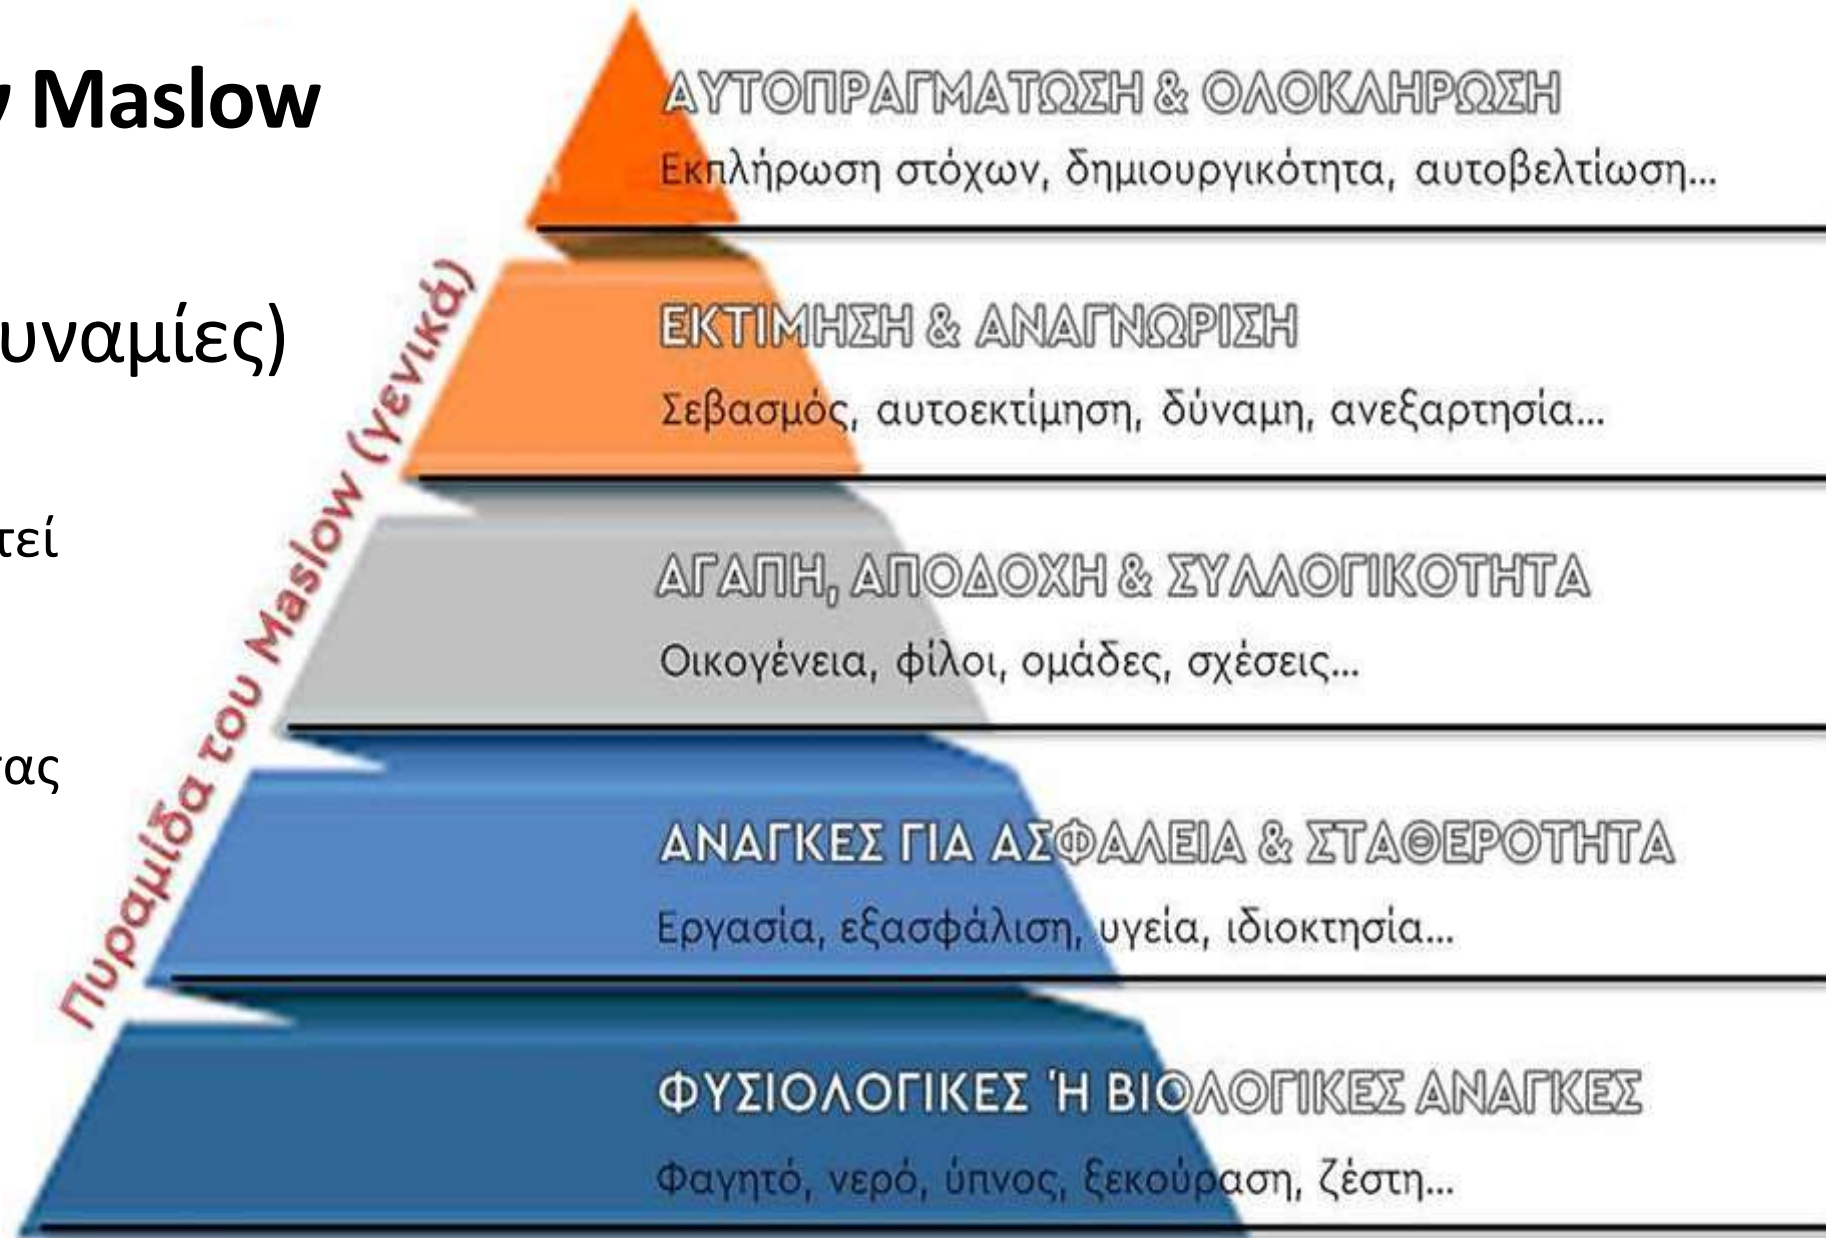 Maslow
υναμίες)
τεί
ας
Πυραμίδα του Maslow (γενικά)
ΑΥΤΟΠΡΑΓΜΑΤΩΣΗ & ΟΛΟΚΛΗΡΩΣΗ
Εκπλήρωση στόχων, δημιουργικότητα, αυτοβελτίωση...
ΕΚΤΙΜΗΣΗ & ΑΝΑΓΝΩΡΙΣΗ
Σεβασμός, αυτοεκτίμηση, δύναμη, ανεξαρτησία...
ΑΓΑΠΗ, ΑΠΟΔΟΧΗ & ΣΥΛΛΟΓΙΚΟΤΗΤΑ
Οικογένεια, φίλοι, ομάδες, σχέσεις...
ΑΝΑΓΚΕΣ ΓΙΑ ΑΣΦΑΛΕΙΑ & ΣΤΑΘΕΡΟΤΗΤΑ
Εργασία, εξασφάλιση, υγεία, ιδιοκτησία...
ΦΥΣΙΟΛΟΓΙΚΕΣ Ή ΒΙΟΛΟΓΙΚΕΣ ΑΝΑΓΚΕΣ
Φαγητό, νερό, ύπνος, ξεκούραση, ζέστη...